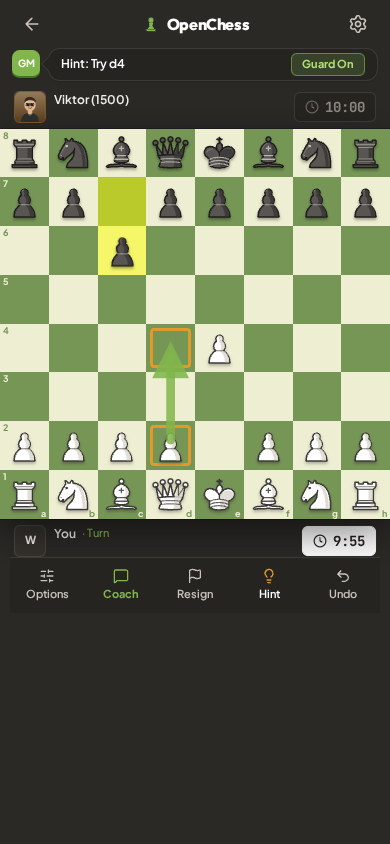 OpenChess
GM
Hint: Try d4
Guard On
Viktor (1500)
10:00
8
7
6
5
4
3
2
1
a b c d e f g h
W
You · Turn
9:55
Options
Coach
Resign
Hint
Undo